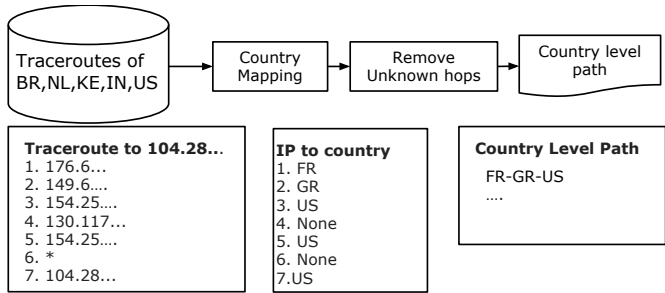 Traceroutes of
BR,NL,KE,IN,US
Country
Mapping
Remove
Unknown hops
Country level
path
Traceroute to 104.28...
1. 176.6...
2. 149.6....
3. 154.25....
4. 130.117...
5. 154.25....
6. *
7. 104.28...
IP to country
1. FR
2. GR
3. US
4. None
5. US
6. None
7.US
Country Level Path
FR-GR-US
....